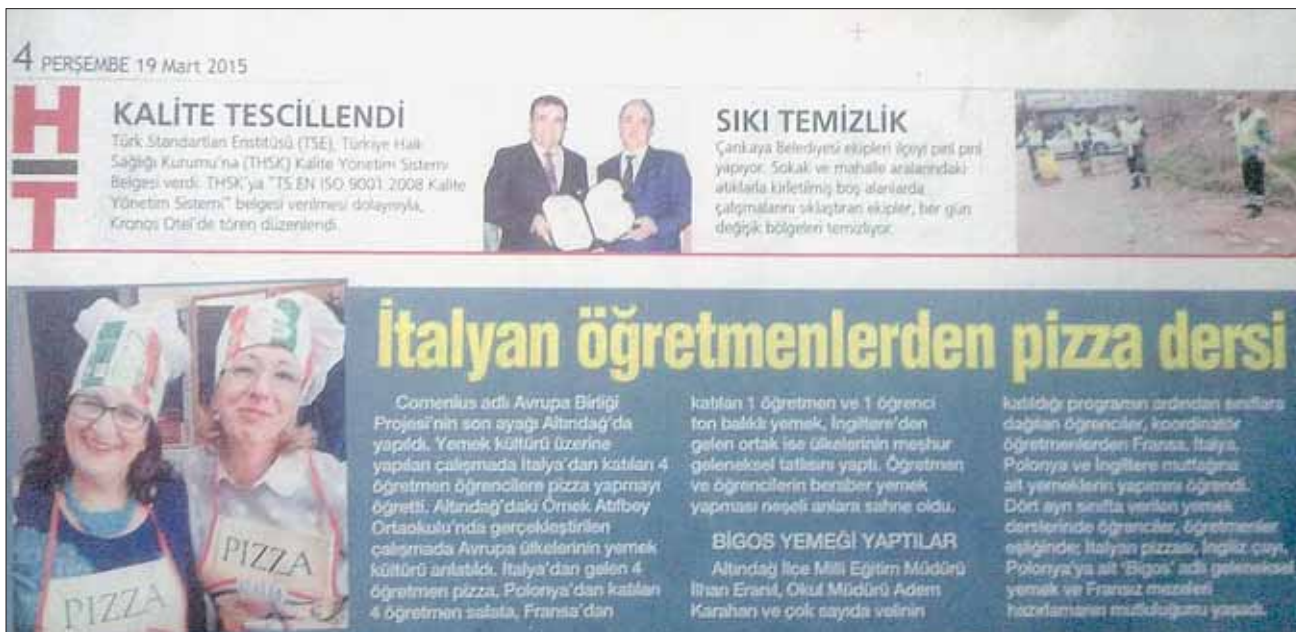 4 PERŞEMBE 19 Mart 2015
HT
KALİTE TESCİLLENDİ
Türk Standartları Enstitüsü (TSE), Türkiye Halk
Sağlığı Kurumu'na (THSK) Kalite Yönetim Sistemi
Belgesi verdi. THSK'ya "TS EN ISO 9001 2008 Kalite
Yönetim Sistemi" belgesi verilmesi dolayısıyla,
Kronos Otel'de tören düzenlendi.
SIKI TEMİZLİK
Çankaya Belediyesi ekipleri ilçeyi pırıl pırıl
yapıyor. Sokak ve mahalle aralarındaki
atıklarla kirletilmiş boş alanlarda
çalışmalarını sıklaştıran ekipler, her gün
değişik bölgeleri temizliyor.
İtalyan öğretmenlerden pizza dersi
Comenius adlı Avrupa Birliği
Projesi'nin son ayağı Altındağ'da
yapıldı. Yemek kültürü üzerine
yapılan çalışmada İtalya'dan katılan 4
öğretmen öğrencilere pizza yapmayı
öğretti. Altındağ'daki Örnek Atıfbey
Ortaokulu'nda gerçekleştirilen
çalışmada Avrupa ülkelerinin yemek
kültürü anlatıldı. İtalya'dan gelen 4
öğretmen pizza, Polonya'dan katılan
4 öğretmen salata, Fransa'dan
katılan 1 öğretmen ve 1 öğrenci
ton balıklı yemek, İngiltere'den
gelen ortak ise ülkelerinin meşhur
geleneksel tatlısını yaptı. Öğretmen
ve öğrencilerin beraber yemek
yapması neşeli anlara sahne oldu.
BİGOS YEMEĞİ YAPTILAR
Altındağ İlçe Milli Eğitim Müdürü
İlhan Eranıl, Okul Müdürü Adem
Karahan ve çok sayıda velinin
katıldığı programın ardından sınıflara
dağılan öğrenciler, koordinatör
öğretmenlerden Fransa, İtalya,
Polonya ve İngiltere mutfağına
ait yemeklerin yapımını öğrendi.
Dört ayrı sınıfta verilen yemek
derslerinde öğrenciler, öğretmenler
eşliğinde; İtalyan pizzası, İngiliz çayı,
Polonya'ya ait 'Bigos' adlı geleneksel
yemek ve Fransız mezeleri
hazırlamanın mutluluğunu yaşadı.
PIZZA
PIZZA